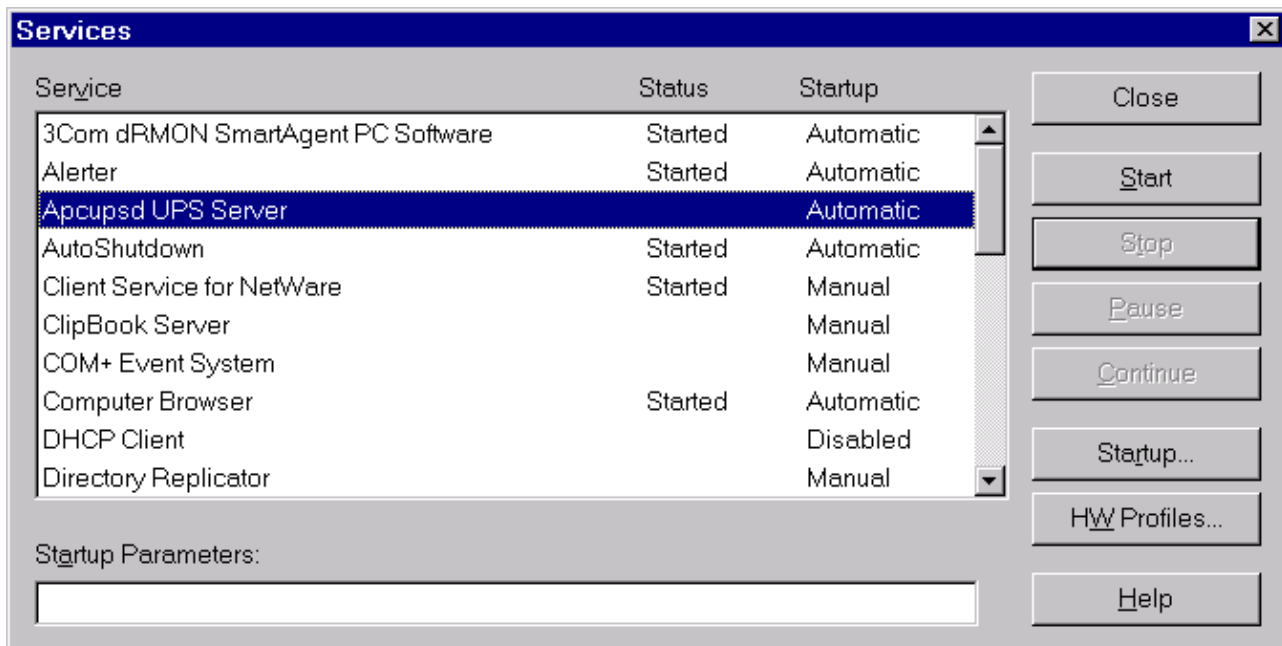 Services
Service Status Startup
3Com dRMON SmartAgent PC Software Started Automatic
Alerter Started Automatic
Apcupsd UPS Server Automatic
AutoShutdown Started Automatic
Client Service for NetWare Started Manual
ClipBook Server Manual
COM+ Event System Manual
Computer Browser Started Automatic
DHCP Client Disabled
Directory Replicator Manual
Startup Parameters:
Close
Start
Stop
Pause
Continue
Startup...
HW Profiles...
Help